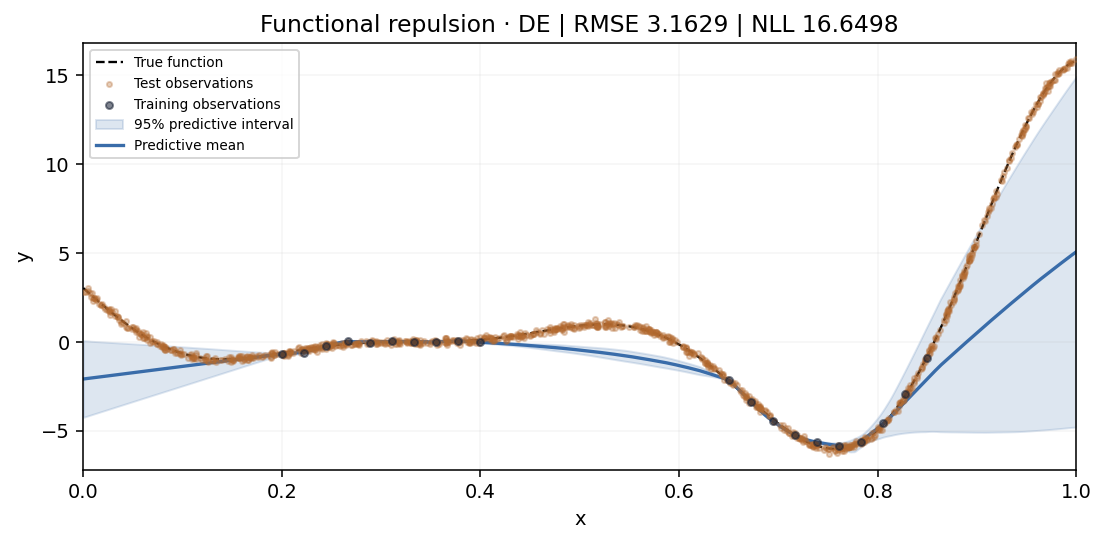 Functional repulsion · DE | RMSE 3.1629 | NLL 16.6498
True function
Test observations
Training observations
95% predictive interval
Predictive mean
15
10
5
0
−5
y
0.0 0.2 0.4 0.6 0.8 1.0
x